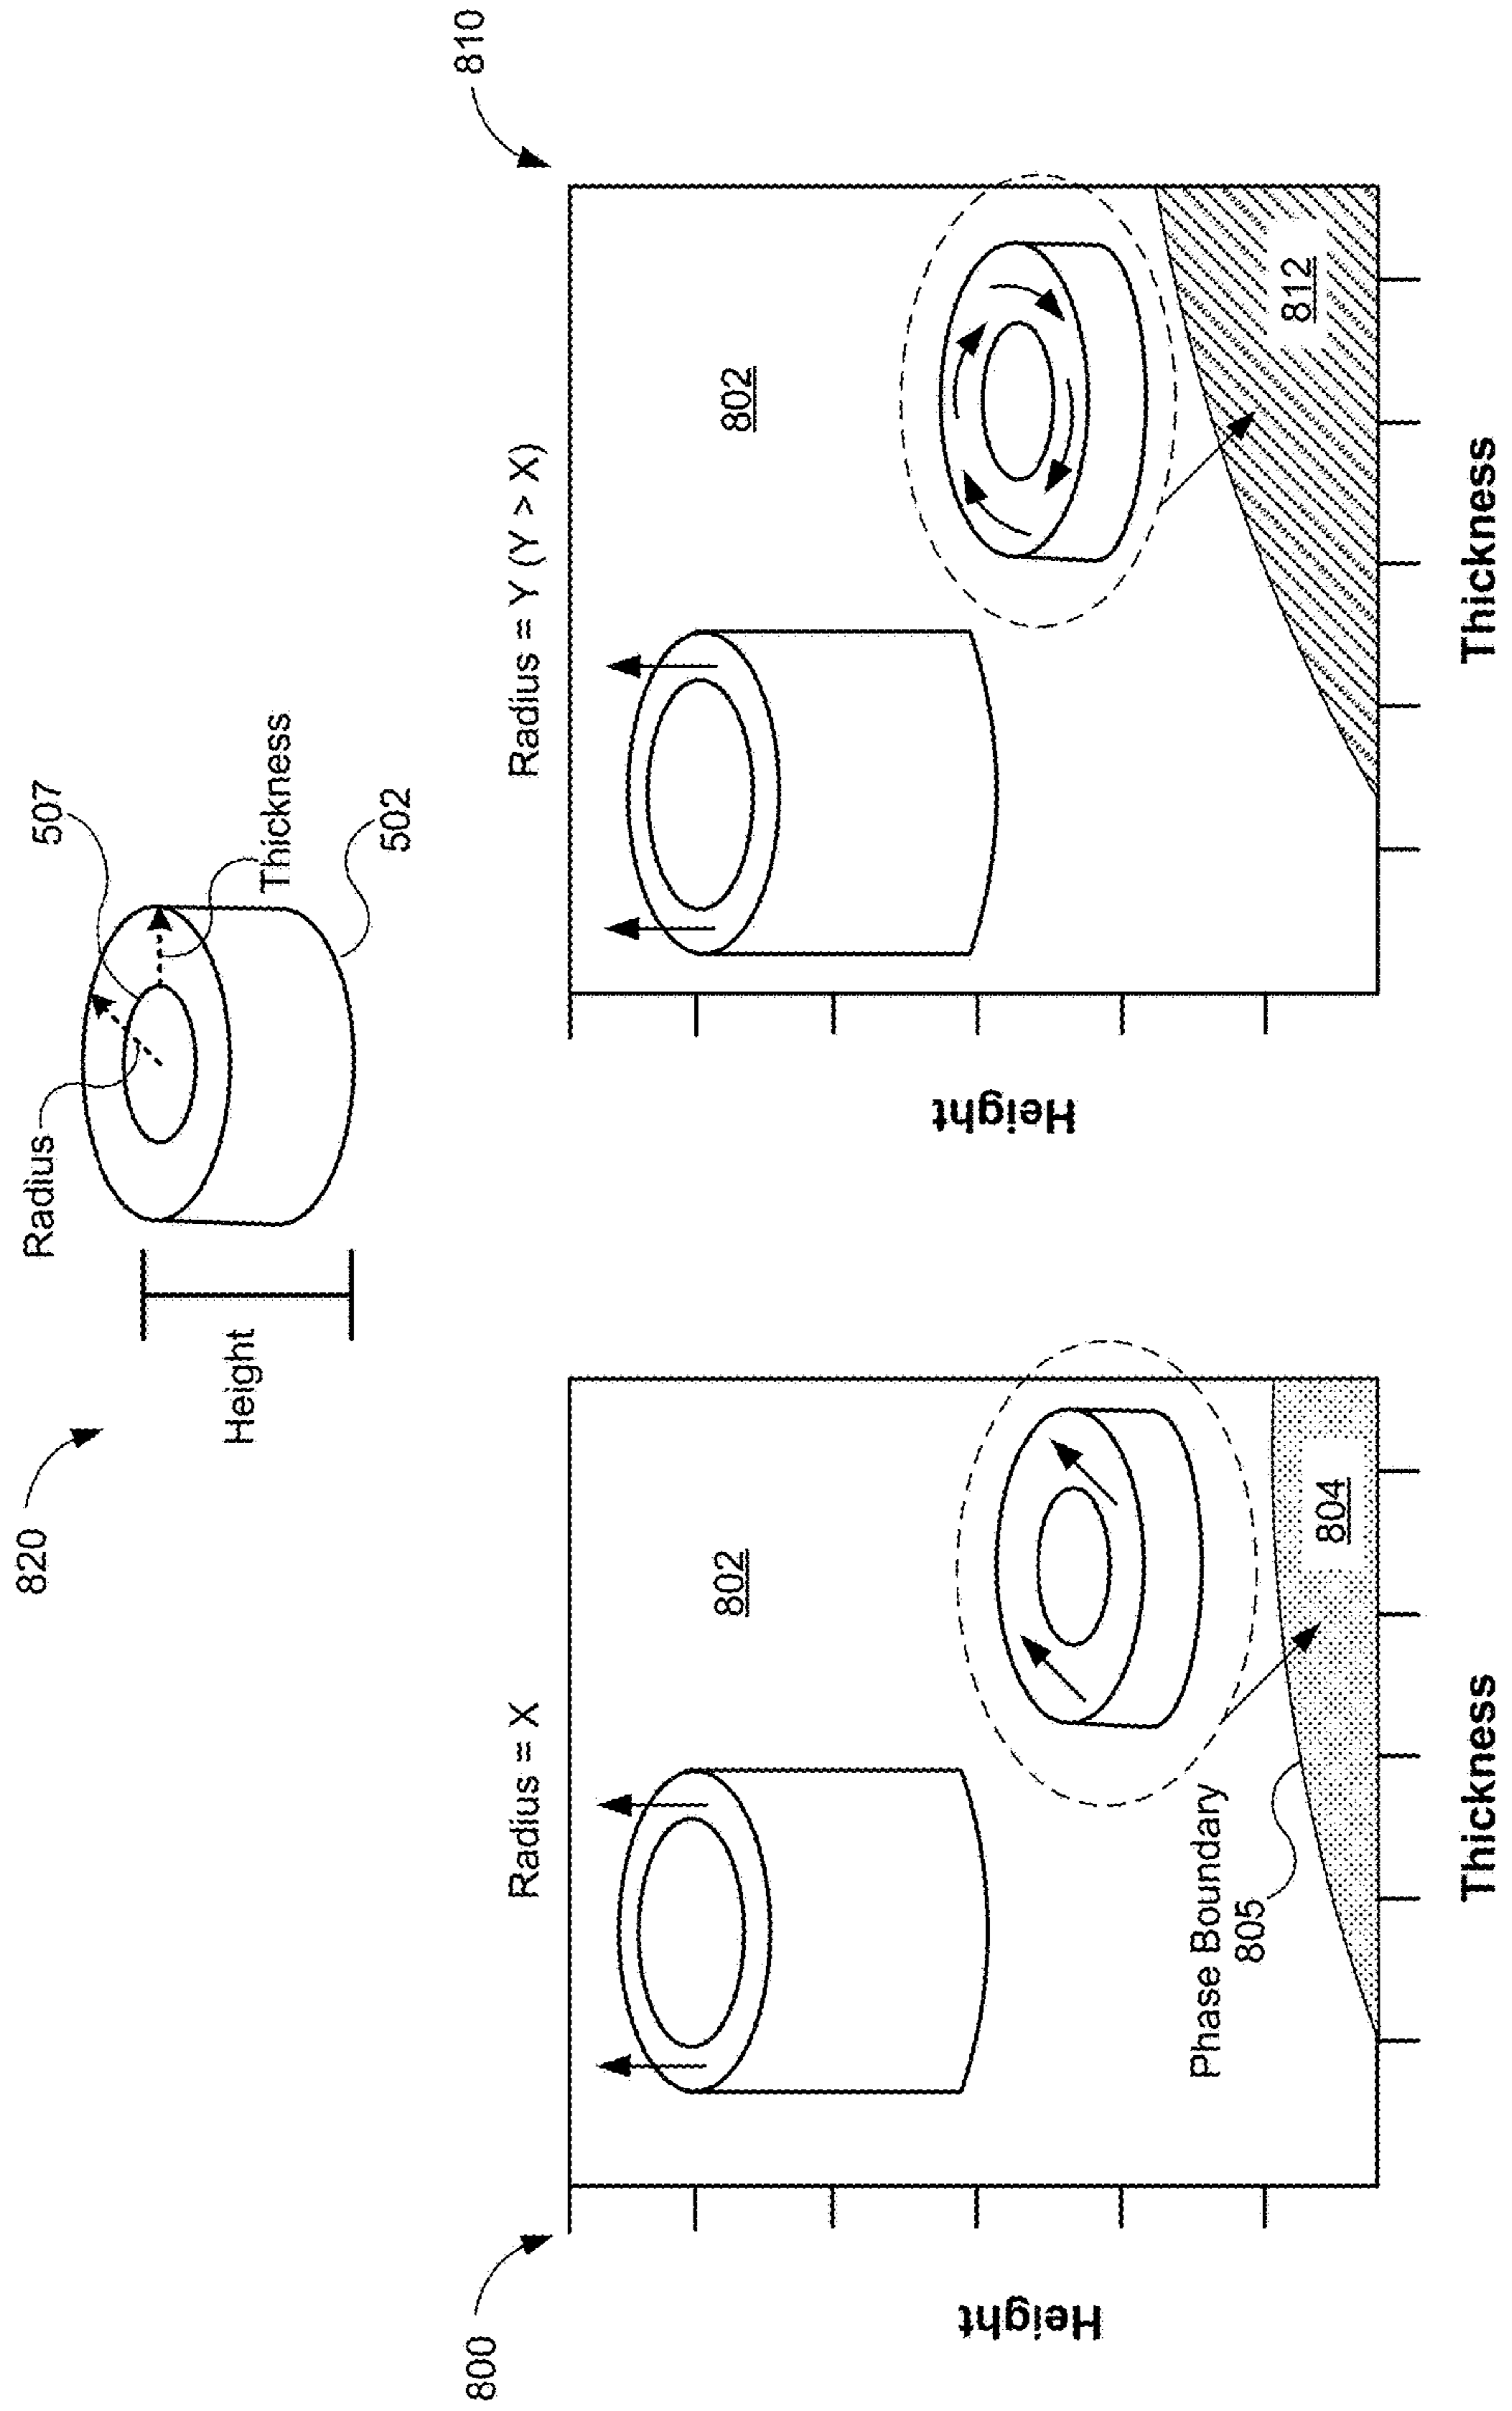 820
Radius
507
Height
Thickness
502
800
Radius = X
802
Height
Phase Boundary
805
804
Thickness
810
Radius = Y (Y > X)
802
Height
812
Thickness